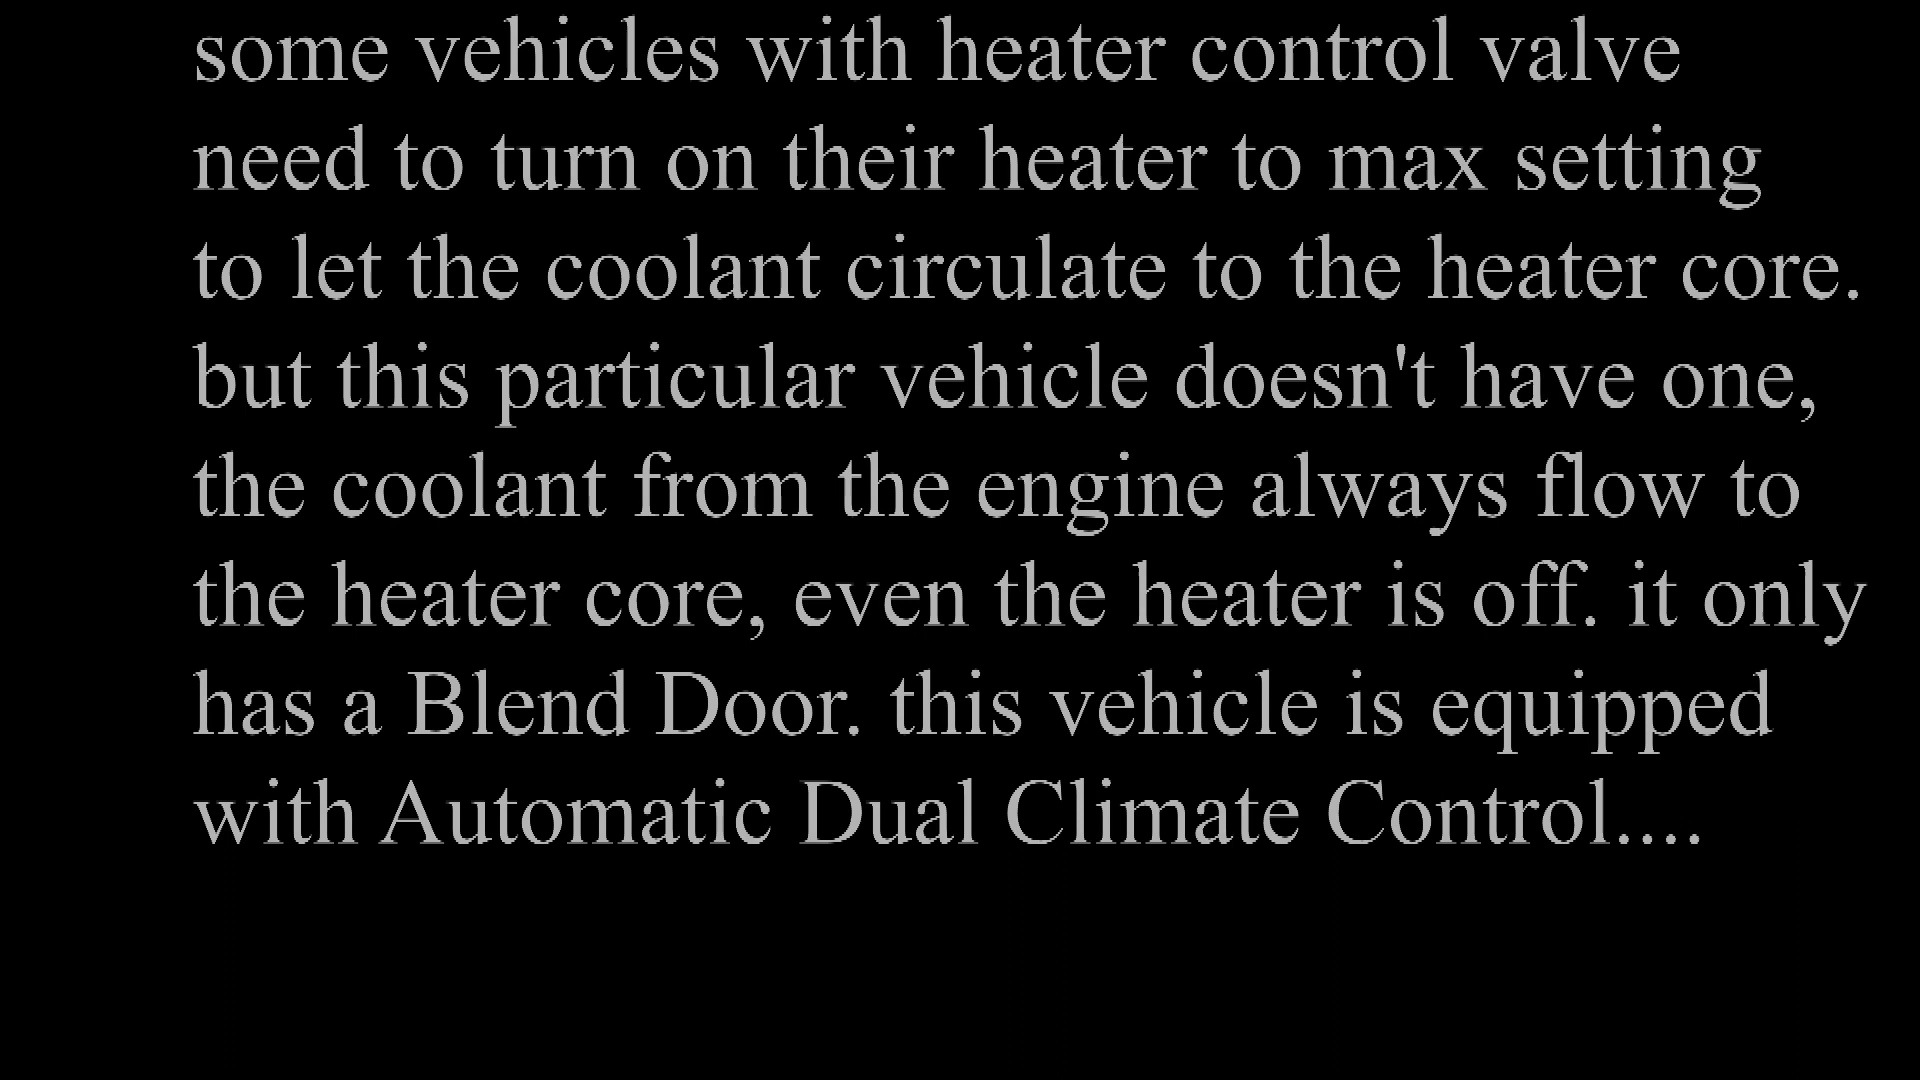 some vehicles with heater control valve
need to turn on their heater to max setting
to let the coolant circulate to the heater core.
but this particular vehicle doesn't have one,
the coolant from the engine always flow to
the heater core, even the heater is off. it only
has a Blend Door. this vehicle is equipped
with Automatic Dual Climate Control....